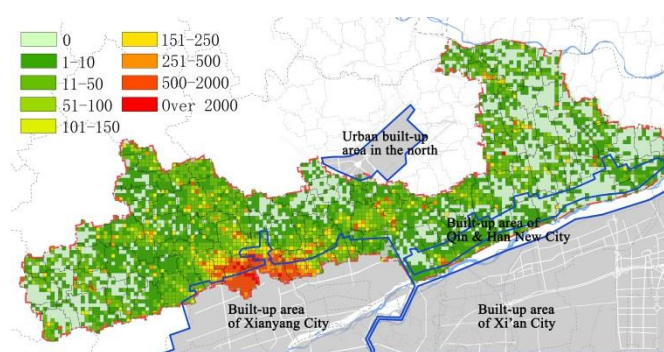 0
1-10
11-50
51-100
101-150
151-250
251-500
500-2000
Over 2000
Urban built-up
area in the north
Built-up area of
Qin & Han New City
Built-up area
of Xianyang City
Built-up area
of Xi'an City